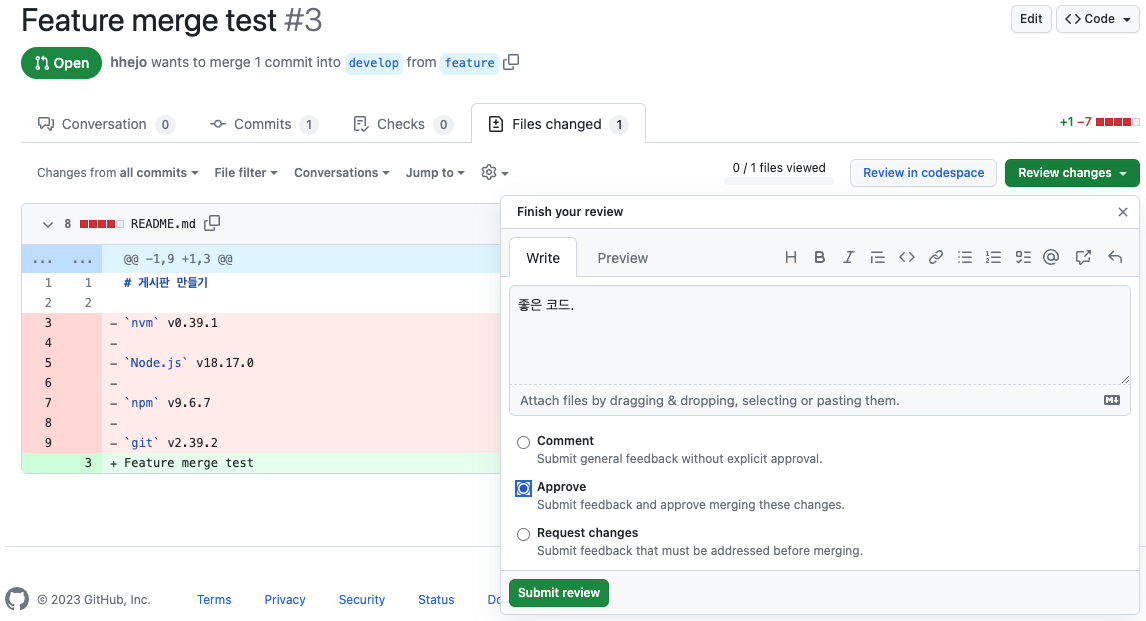 Feature merge test #3
Edit
Code
Open
hhejo wants to merge 1 commit into develop from feature
Conversation 0
Commits 1
Checks 0
Files changed 1
+1 −7
Changes from all commits
File filter
Conversations
Jump to
0 / 1 files viewed
Review in codespace
Review changes
8
README.md
... ...
@@ -1,9 +1,3 @@
1 1 # 게시판 만들기
2 2
3 - `nvm` v0.39.1
4 -
5 - `Node.js` v18.17.0
6 -
7 - `npm` v9.6.7
8 -
9 - `git` v2.39.2
3 + Feature merge test
Finish your review
Write
Preview
좋은 코드.
Attach files by dragging & dropping, selecting or pasting them.
Comment
Submit general feedback without explicit approval.
Approve
Submit feedback and approve merging these changes.
Request changes
Submit feedback that must be addressed before merging.
Submit review
© 2023 GitHub, Inc.
Terms
Privacy
Security
Status